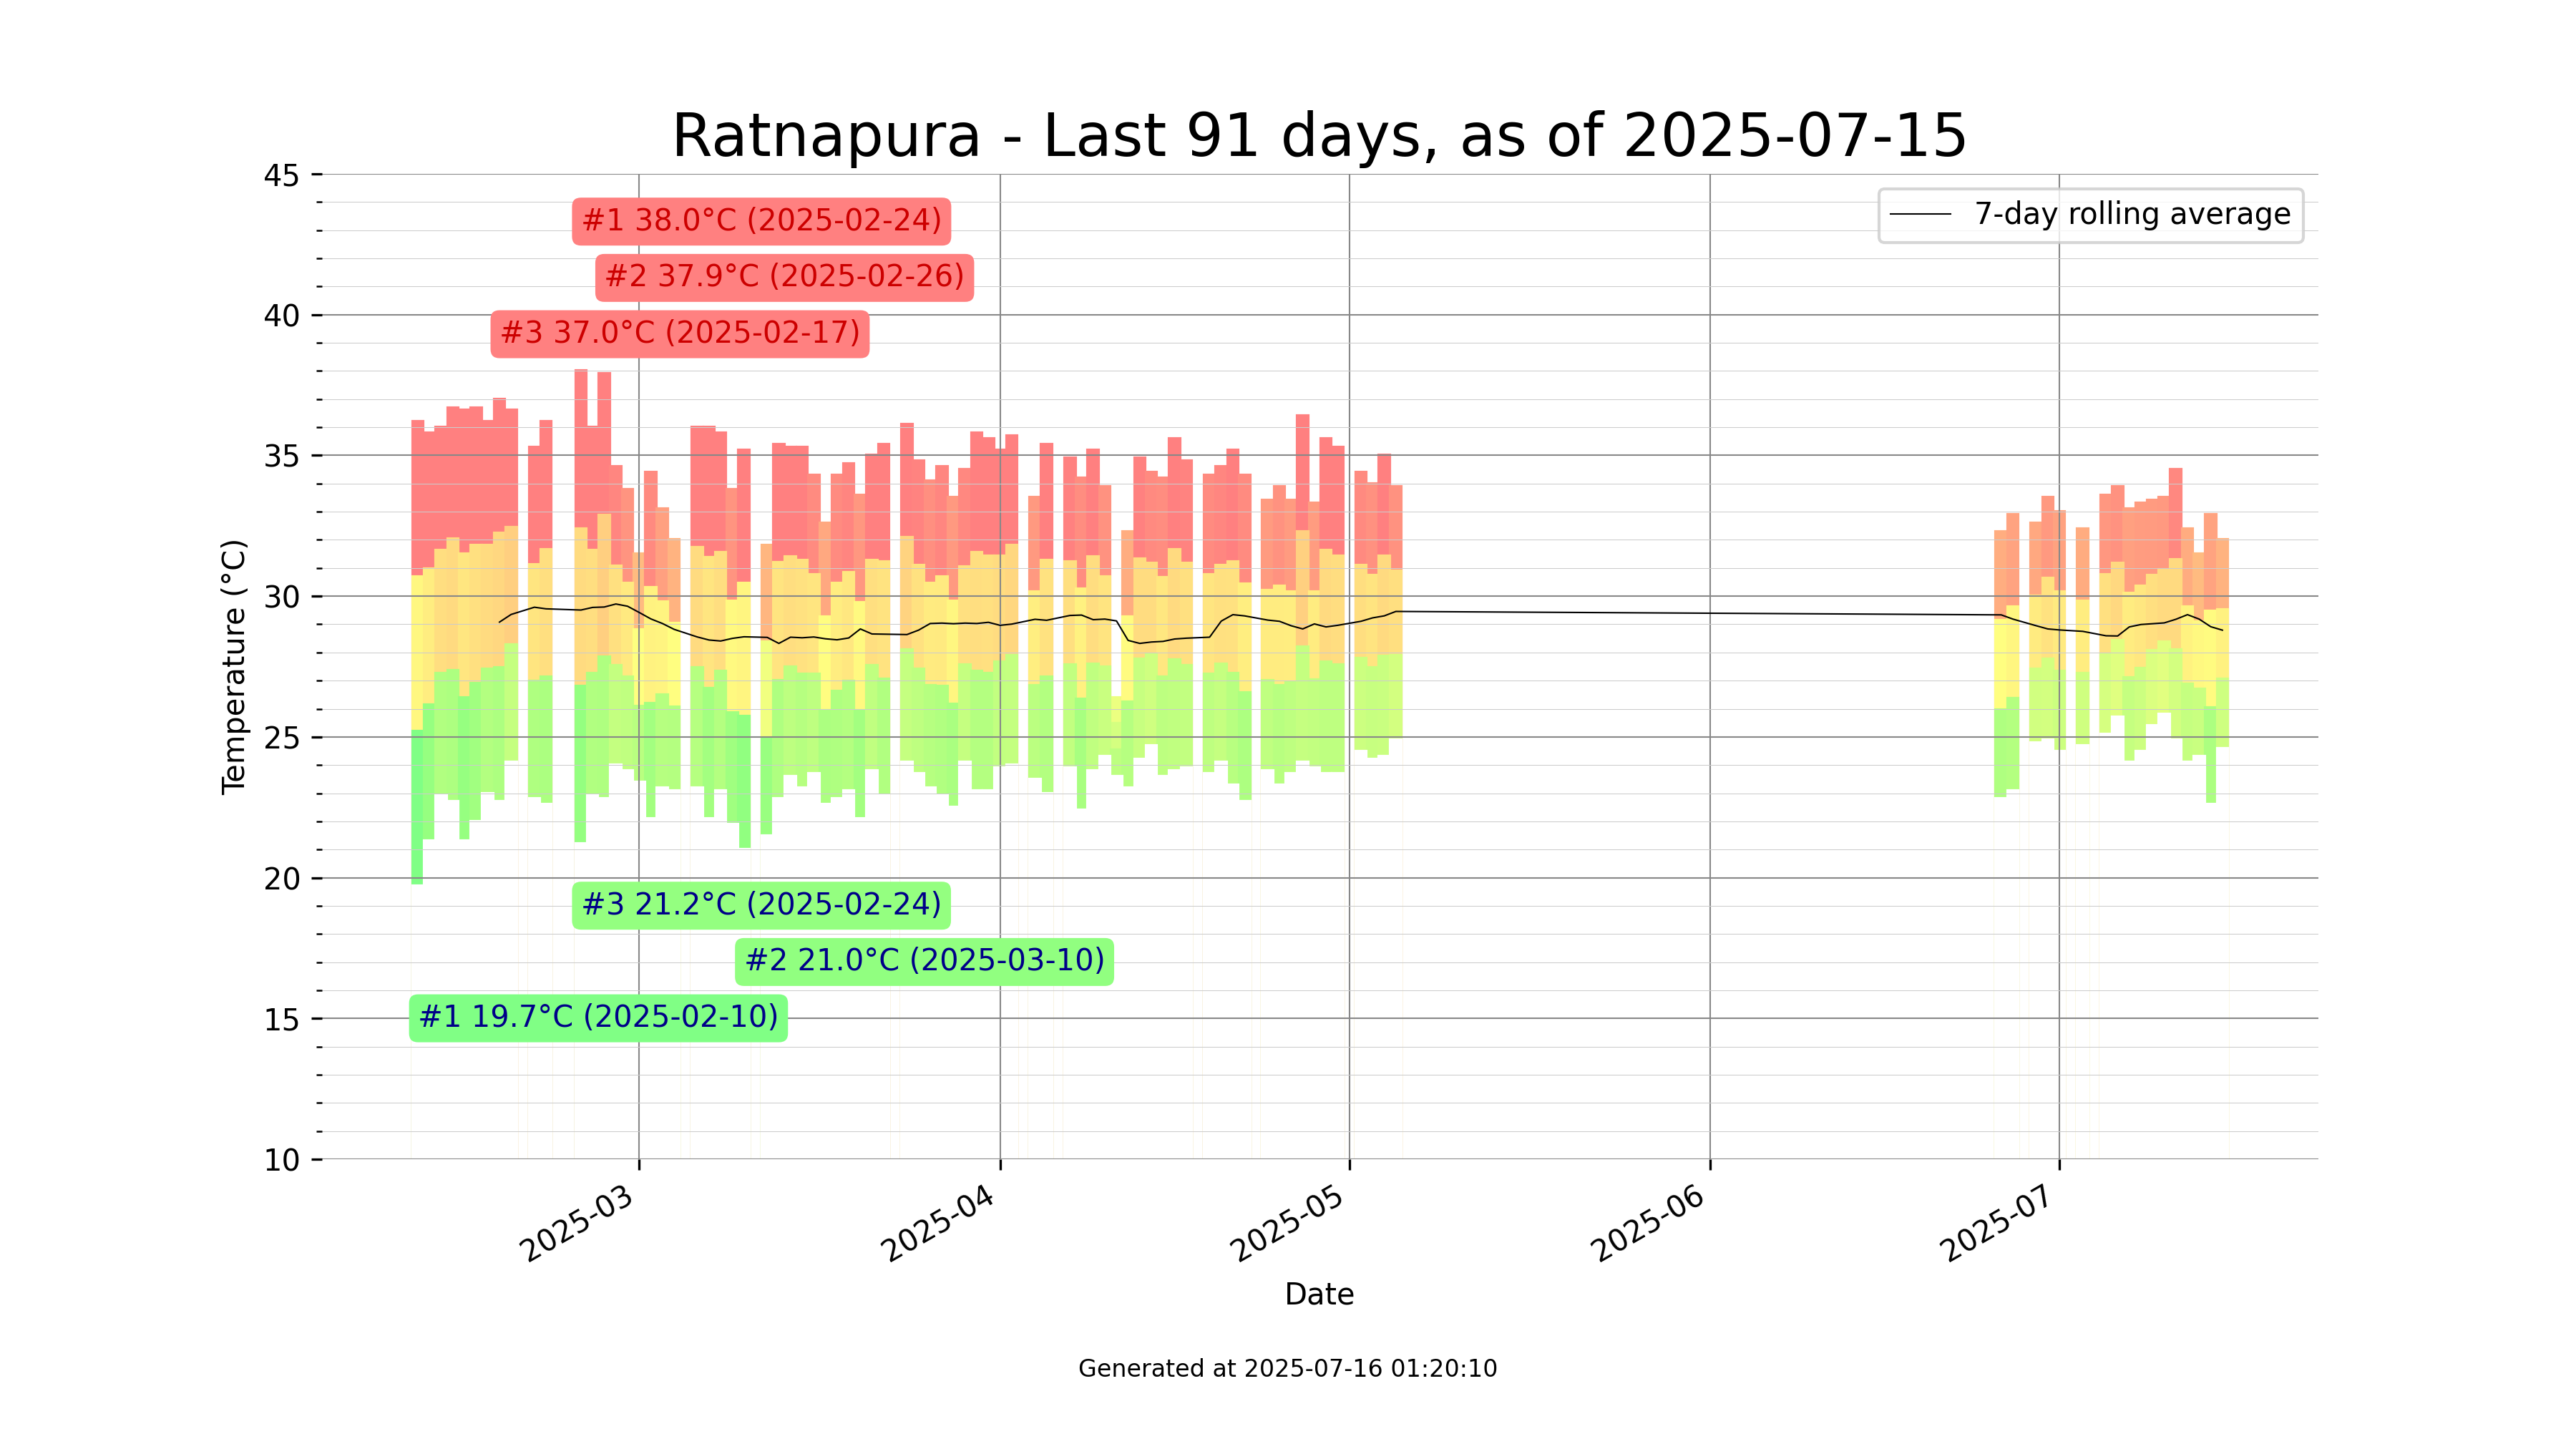 Ratnapura - Last 91 days, as of 2025-07-15
7-day rolling average
#1 38.0°C (2025-02-24)
#2 37.9°C (2025-02-26)
#3 37.0°C (2025-02-17)
#3 21.2°C (2025-02-24)
#2 21.0°C (2025-03-10)
#1 19.7°C (2025-02-10)
Temperature (°C)
45
40
35
30
25
20
15
10
2025-03
2025-04
2025-05
2025-06
2025-07
Date
Generated at 2025-07-16 01:20:10